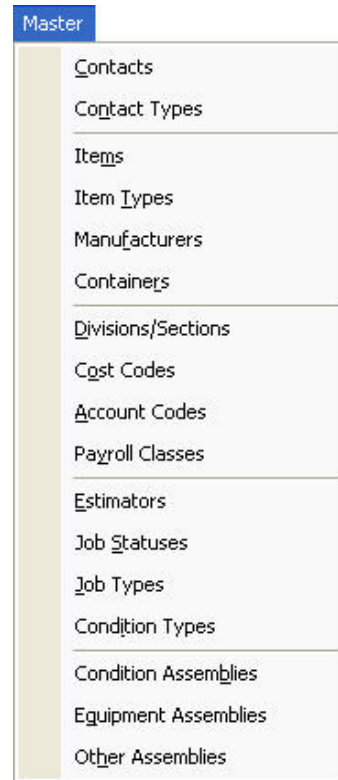 Master
Contacts
Contact Types
Items
Item Types
Manufacturers
Containers
Divisions/Sections
Cost Codes
Account Codes
Payroll Classes
Estimators
Job Statuses
Job Types
Condition Types
Condition Assemblies
Equipment Assemblies
Other Assemblies